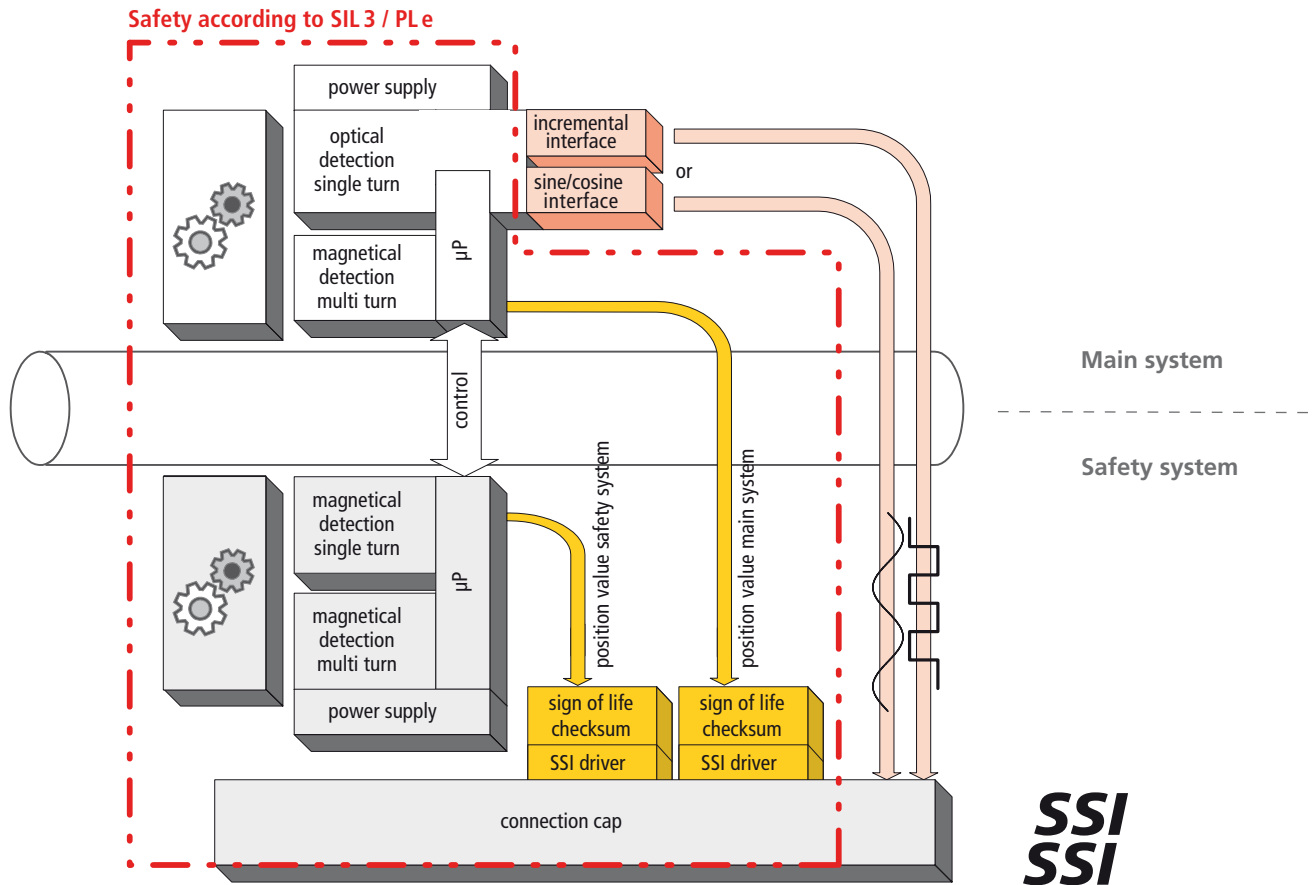 Safety according to SIL 3 / PL e
power supply
optical
detection
single turn
incremental
interface
or
sine/cosine
interface
magnetical
detection
multi turn
µP
control
Main system
Safety system
magnetical
detection
single turn
magnetical
detection
multi turn
µP
power supply
position value safety system
position value main system
sign of life
checksum
SSI driver
sign of life
checksum
SSI driver
connection cap
SSI
SSI